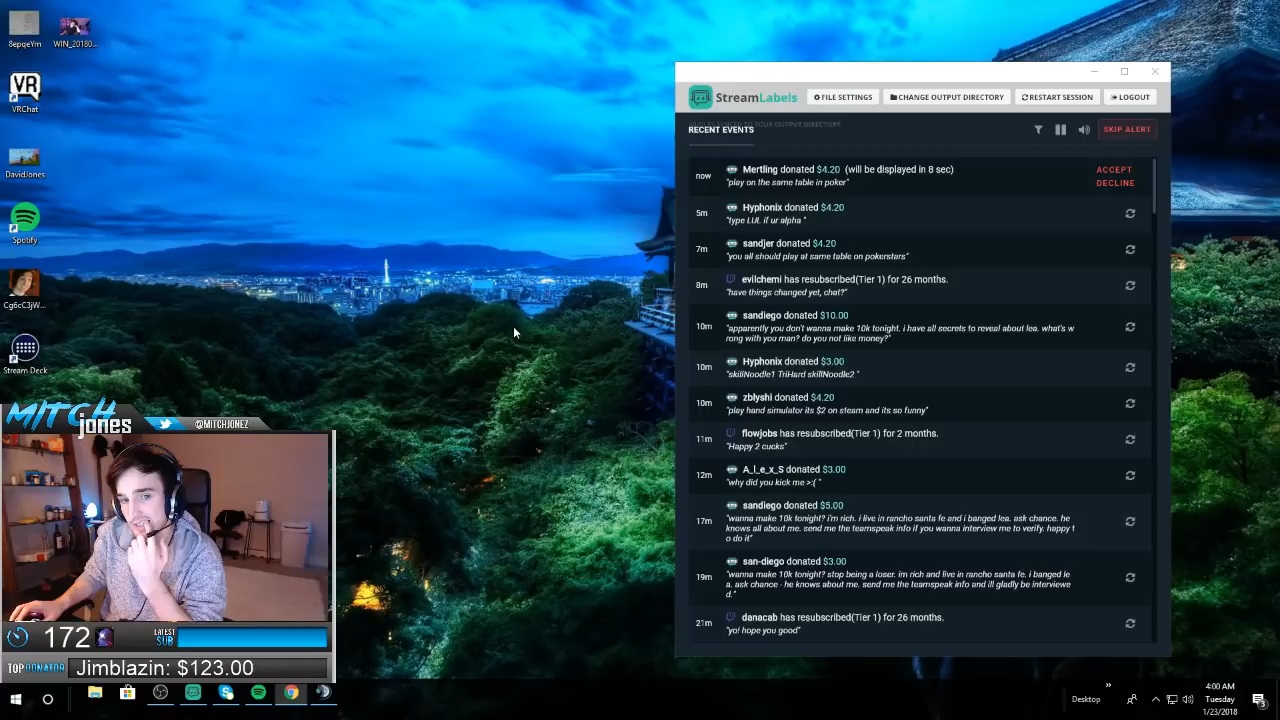 8epqeYm
WIN_20180...
VR
VRChat
DavidJones
Spotify
Cg6cC3jW...
Stream Deck
StreamLabels
FILE SETTINGS
CHANGE OUTPUT DIRECTORY
RESTART SESSION
LOGOUT
FILES SYNCED TO YOUR OUTPUT DIRECTORY
RECENT EVENTS
SKIP ALERT
now
Mertling donated $4.20 (will be displayed in 8 sec)
"play on the same table in poker"
ACCEPT
DECLINE
5m
Hyphonix donated $4.20
"type LUL if ur alpha "
7m
sandjer donated $4.20
"you all should play at same table on pokerstars"
8m
evilchemi has resubscribed(Tier 1) for 26 months.
"have things changed yet, chat?"
10m
sandiego donated $10.00
"apparently you don't wanna make 10k tonight. i have all secrets to reveal about lea. what's w
rong with you man? do you not like money?"
10m
Hyphonix donated $3.00
"skillNoodle1 TriHard skillNoodle2 "
10m
zblyshi donated $4.20
"play hand simulator its $2 on steam and its so funny"
11m
flowjobs has resubscribed(Tier 1) for 2 months.
"Happy 2 cucks"
12m
A_l_e_x_S donated $3.00
"why did you kick me >:( "
17m
sandiego donated $5.00
"wanna make 10k tonight? i'm rich. i live in rancho santa fe and i banged lea. ask chance. he
knows all about me. send me the teamspeak info if you wanna interview me to verify. happy t
o do it"
19m
san-diego donated $3.00
"wanna make 10k tonight? stop being a loser. im rich and live in rancho santa fe. i banged le
a. ask chance - he knows about me. send me the teamspeak info and ill gladly be interviewe
d."
21m
danacab has resubscribed(Tier 1) for 26 months.
"yo! hope you good"
MITCH
jones
@MITCHJONEZ
172
LATEST
SUB
TOP DONATOR
Jimblazin: $123.00
Desktop
»
4:00 AM
Tuesday
1/23/2018
3